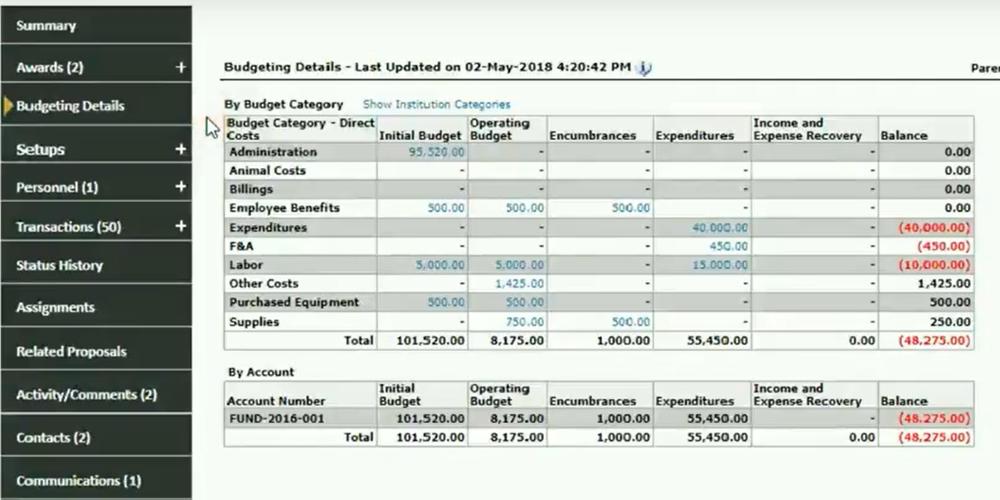 Summary
Awards (2) +
Budgeting Details
Setups +
Personnel (1) +
Transactions (50) +
Status History
Assignments
Related Proposals
Activity/Comments (2)
Contacts (2)
Communications (1)
Budgeting Details - Last Updated on 02-May-2018 4:20:42 PM i
By Budget Category Show Institution Categories
Budget Category - Direct Costs Initial Budget Operating Budget Encumbrances Expenditures Income and Expense Recovery Balance
Administration 95,520.00 - - - - 0.00
Animal Costs - - - - - 0.00
Billings - - - - - 0.00
Employee Benefits 500.00 500.00 500.00 - - 0.00
Expenditures - - - 40,000.00 - (40,000.00)
F&A - - - 450.00 - (450.00)
Labor 5,000.00 5,000.00 - 15,000.00 - (10,000.00)
Other Costs - 1,425.00 - - - 1,425.00
Purchased Equipment 500.00 500.00 - - - 500.00
Supplies - 750.00 500.00 - - 250.00
Total 101,520.00 8,175.00 1,000.00 55,450.00 0.00 (48,275.00)
By Account
Account Number Initial Budget Operating Budget Encumbrances Expenditures Income and Expense Recovery Balance
FUND-2016-001 101,520.00 8,175.00 1,000.00 55,450.00 - (48,275.00)
Total 101,520.00 8,175.00 1,000.00 55,450.00 0.00 (48,275.00)